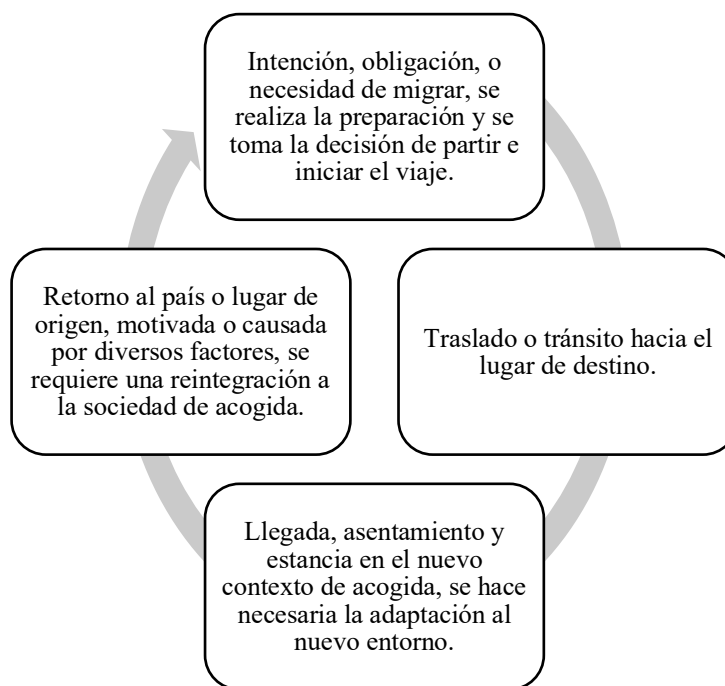 Intención, obligación, o
necesidad de migrar, se
realiza la preparación y se
toma la decisión de partir e
iniciar el viaje.
Traslado o tránsito hacia el
lugar de destino.
Llegada, asentamiento y
estancia en el nuevo
contexto de acogida, se hace
necesaria la adaptación al
nuevo entorno.
Retorno al país o lugar de
origen, motivada o causada
por diversos factores, se
requiere una reintegración a
la sociedad de acogida.